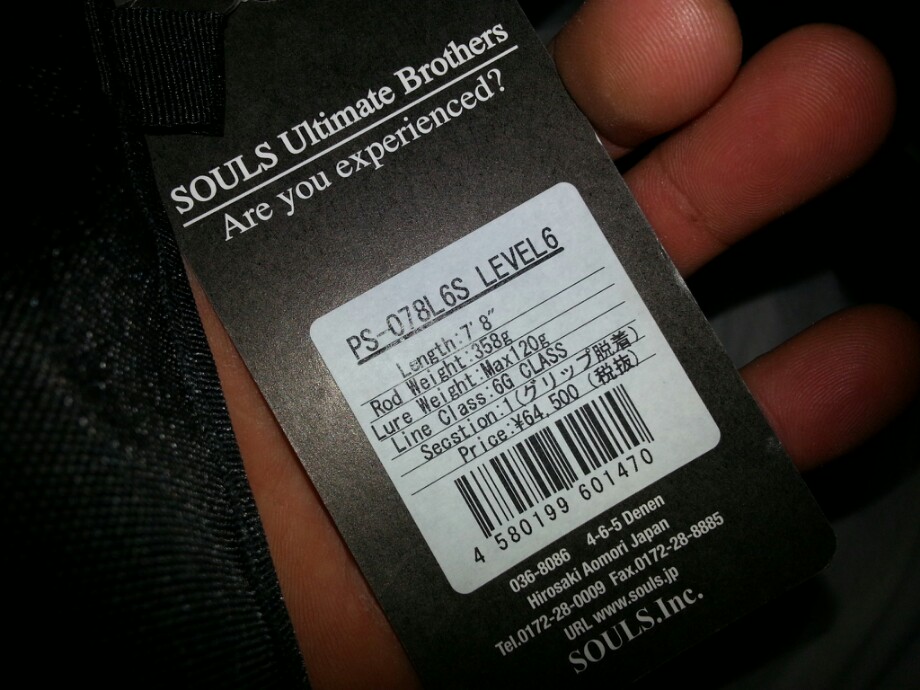 SOULS Ultimate Brothers
Are you experienced?
PS-078L6S LEVEL6
Length:7'8"
Rod Weight:358g
Lure Weight:Max120g
Line Class:6G CLASS
Secstion:1(グリップ脱着)
Price:¥64,500 (税抜)
4 580199 601470
036-8086 4-6-5 Denen
Hirosaki Aomori Japan
Tel.0172-28-0009 Fax.0172-28-8885
URL www.souls.jp
SOULS.Inc.